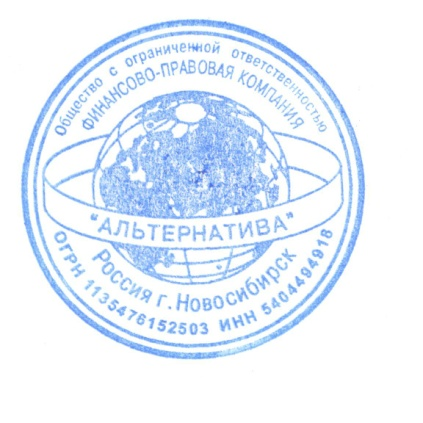 Общество с ограниченной ответственностью
ФИНАНСОВО-ПРАВОВАЯ КОМПАНИЯ
"АЛЬТЕРНАТИВА"
Россия г. Новосибирск
ОГРН 1135476152503 ИНН 5404494918